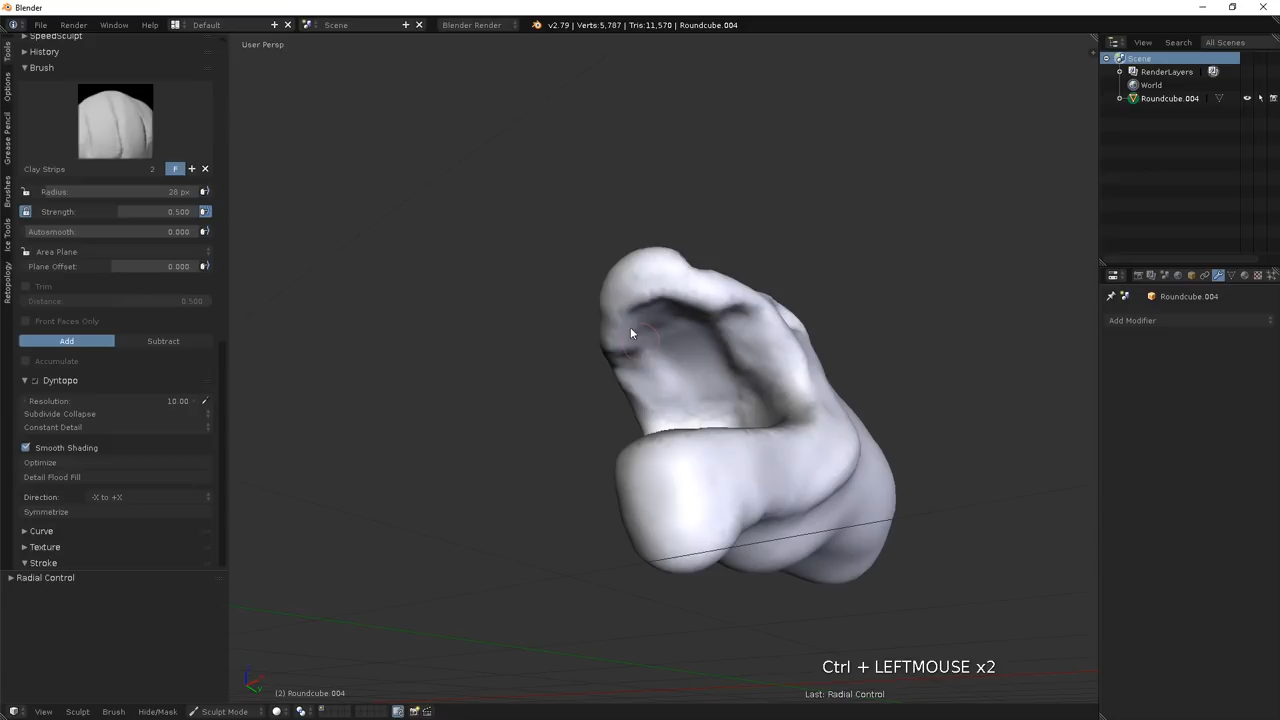 Blender
File Render Window Help Default Scene Blender Render v2.79 | Verts:5,787 | Tris:11,570 | Roundcube.004
SpeedSculpt
History
Brush
Clay Strips 2 F
Radius: 28 px
Strength: 0.500
Autosmooth: 0.000
Area Plane
Plane Offset: 0.000
Trim
Distance: 0.500
Front Faces Only
Add Subtract
Accumulate
Dyntopo
Resolution: 10.00
Subdivide Collapse
Constant Detail
Smooth Shading
Optimize
Detail Flood Fill
Direction: -X to +X
Symmetrize
Curve
Texture
Stroke
Radial Control
Tools
Options
Grease Pencil
Brushes
Ice Tools
Retopology
User Persp
Ctrl + LEFTMOUSE x2
Last: Radial Control
(2) Roundcube.004
View Sculpt Brush Hide/Mask Sculpt Mode
View Search All Scenes
Scene
RenderLayers
World
Roundcube.004
Roundcube.004
Add Modifier